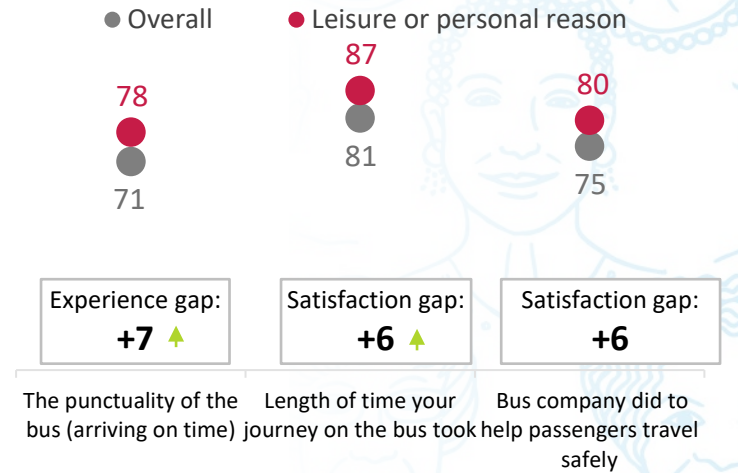 Overall
Leisure or personal reason
78
71
87
81
80
75
Experience gap:
+7
Satisfaction gap:
+6
Satisfaction gap:
+6
The punctuality of the
bus (arriving on time)
Length of time your
journey on the bus took
Bus company did to
help passengers travel
safely